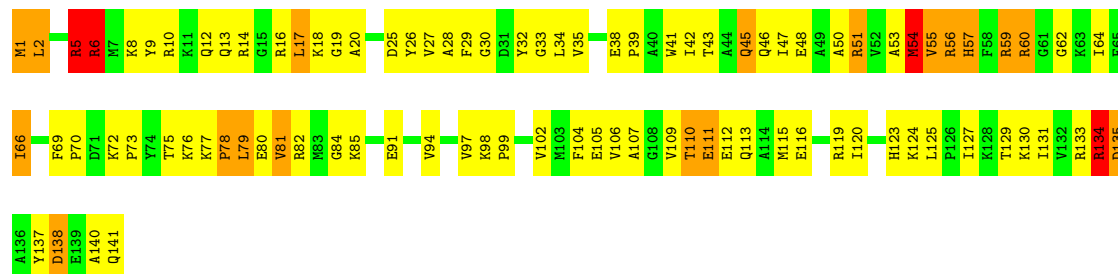 M1 L2 R5 R6 M7 K8 Y9 R10 K11 Q12 Q13 R14 G15 R16 L17 K18 G19 A20 D25 Y26 V27 A28 F29 G30 D31 Y32 G33 L34 V35 E38 P39 A40 W41 I42 T43 A44 Q45 Q46 I47 E48 A49 A50 R51 V52 A53 M54 V55 R56 H57 F58 R59 R60 G61 G62 K63 I64 F65
I66 F69 P70 D71 K72 P73 Y74 T75 K76 K77 P78 L79 E80 V81 R82 M83 G84 K85 E91 V94 V97 K98 P99 V102 M103 F104 E105 V106 A107 G108 V109 T110 E111 E112 Q113 A114 M115 E116 R119 I120 H123 K124 L125 P126 I127 K128 T129 K130 I131 V132 R133 R134 D135
A136 Y137 D138 E139 A140 Q141